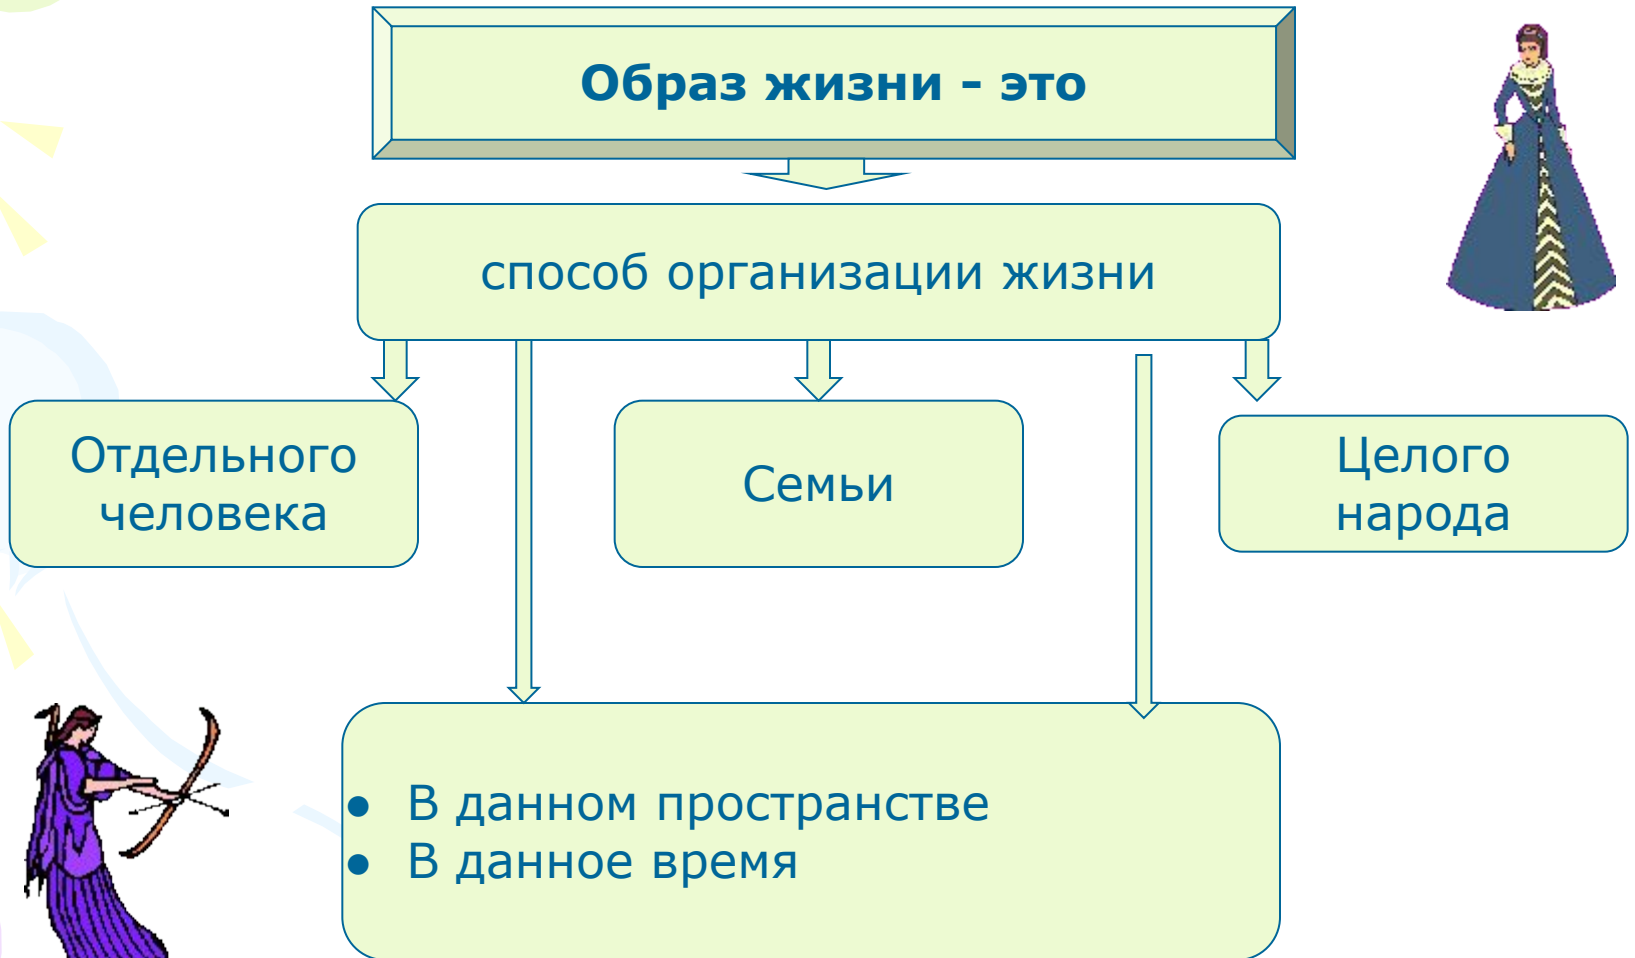 Образ жизни - это
способ организации жизни
Отдельного
человека
Семьи
Целого
народа
● В данном пространстве
● В данное время